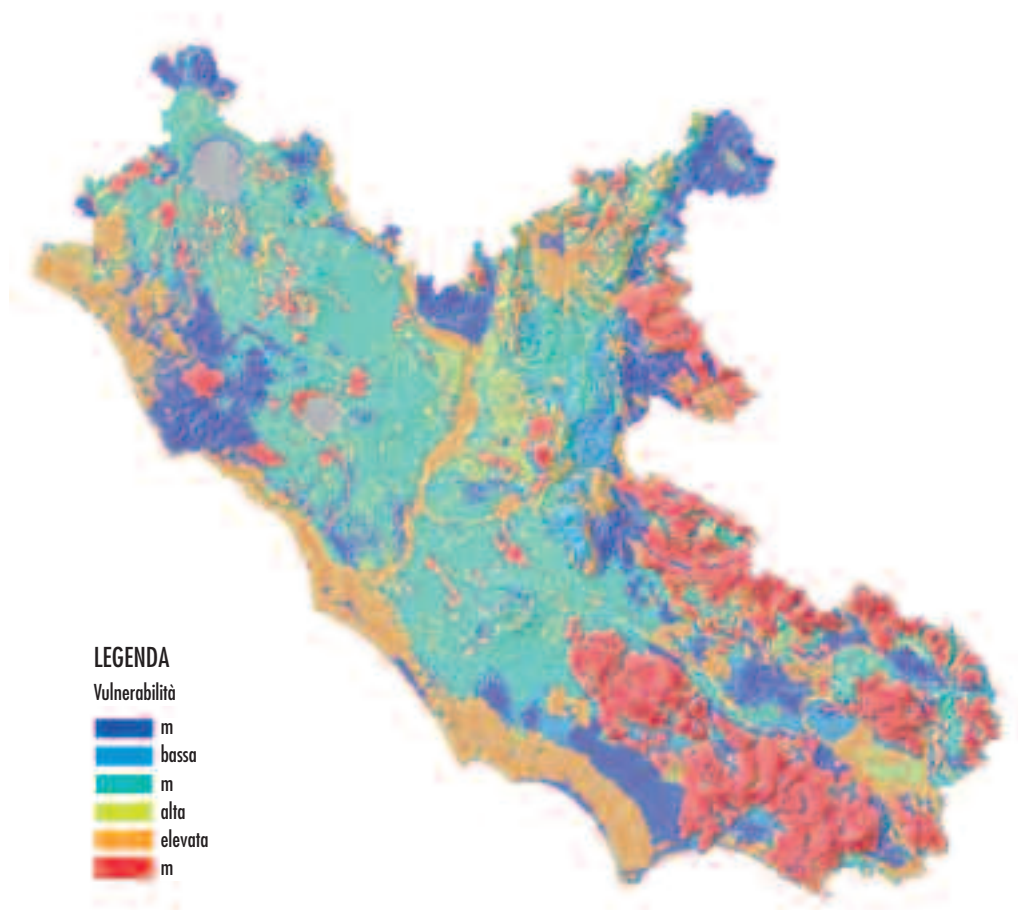 LEGENDA
Vulnerabilità
m
bassa
m
alta
elevata
m